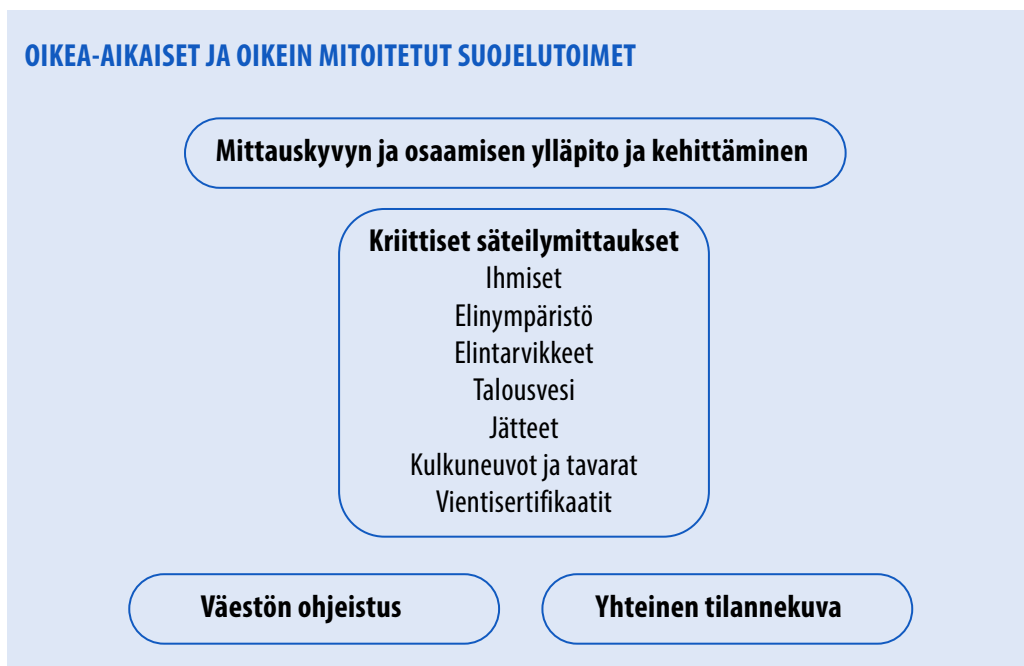 OIKEA-AIKAISET JA OIKEIN MITOITETUT SUOJELUTOIMET
Mittauskyvyn ja osaamisen ylläpito ja kehittäminen
Kriittiset säteilymittaukset
Ihmiset
Elinympäristö
Elintarvikkeet
Talousvesi
Jätteet
Kulkuneuvot ja tavarat
Vientisertifikaatit
Väestön ohjeistus
Yhteinen tilannekuva